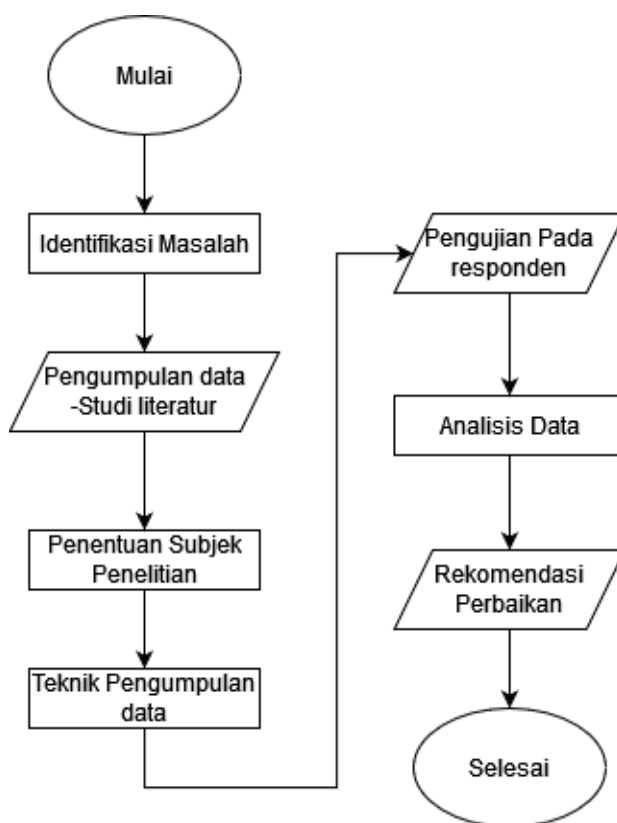 Mulai
Identifikasi Masalah
Pengumpulan data
-Studi literatur
Penentuan Subjek
Penelitian
Teknik Pengumpulan
data
Pengujian Pada
responden
Analisis Data
Rekomendasi
Perbaikan
Selesai